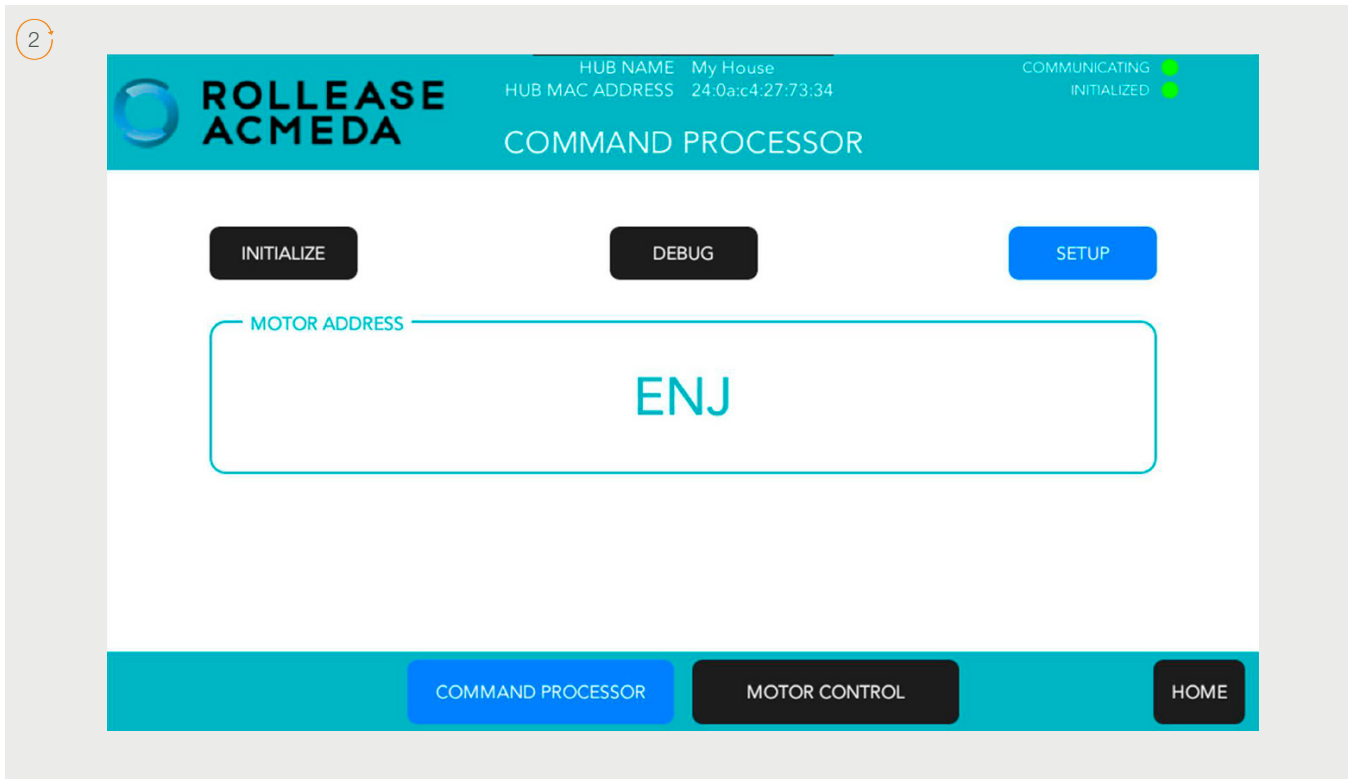 2
ROLLEASE
ACMEDA
HUB NAME My House
HUB MAC ADDRESS 24:0a:c4:27:73:34
COMMAND PROCESSOR
COMMUNICATING
INITIALIZED
INITIALIZE
DEBUG
SETUP
MOTOR ADDRESS
ENJ
COMMAND PROCESSOR
MOTOR CONTROL
HOME